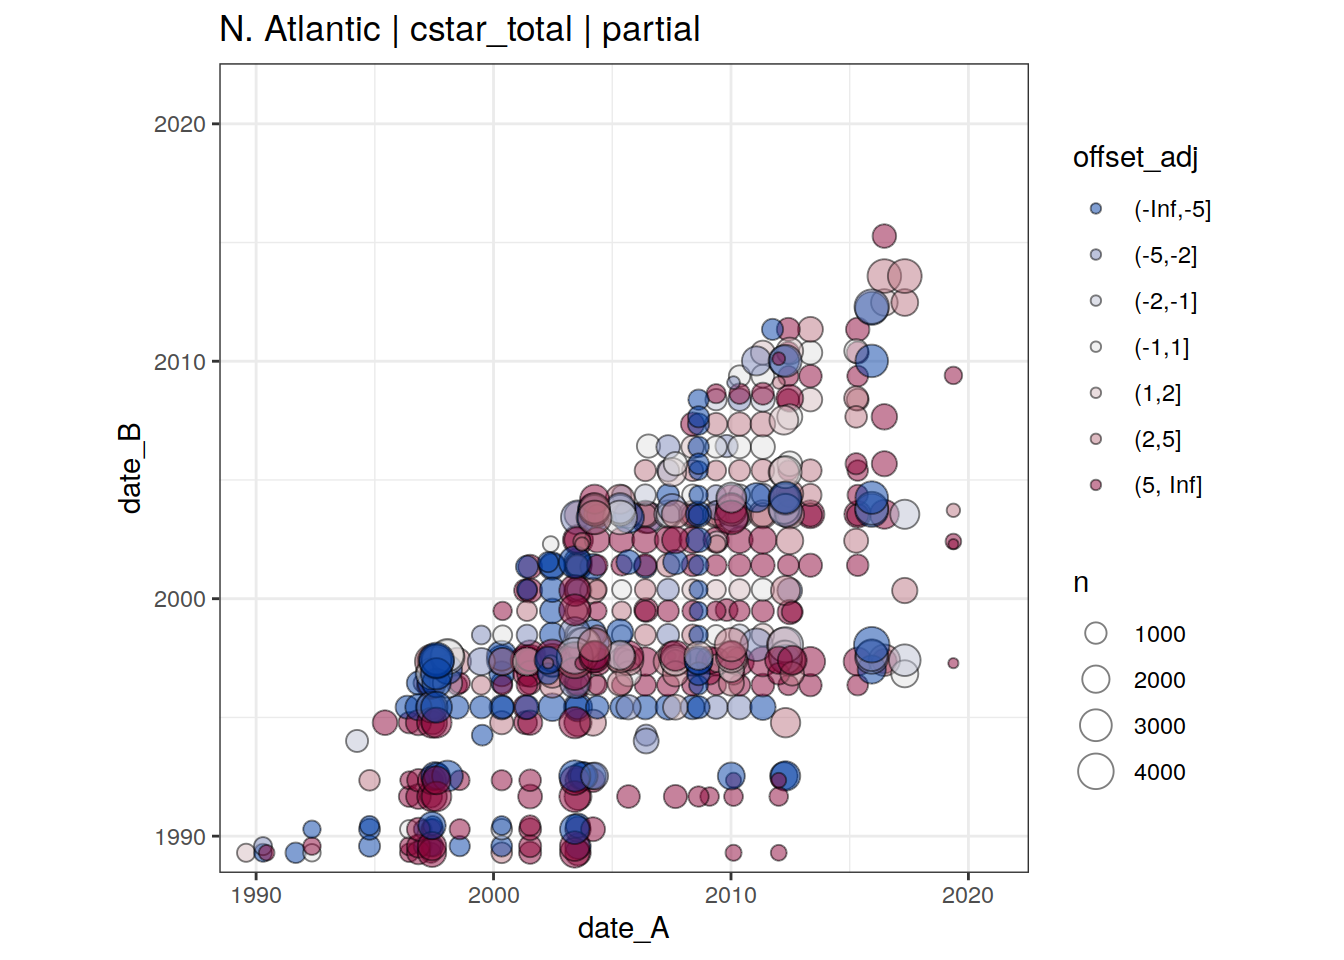 N. Atlantic | cstar_total | partial
2020
2010
2000
1990
date_B
1990 2000 2010 2020
date_A
offset_adj
(-Inf,-5]
(-5,-2]
(-2,-1]
(-1,1]
(1,2]
(2,5]
(5, Inf]
n
1000
2000
3000
4000